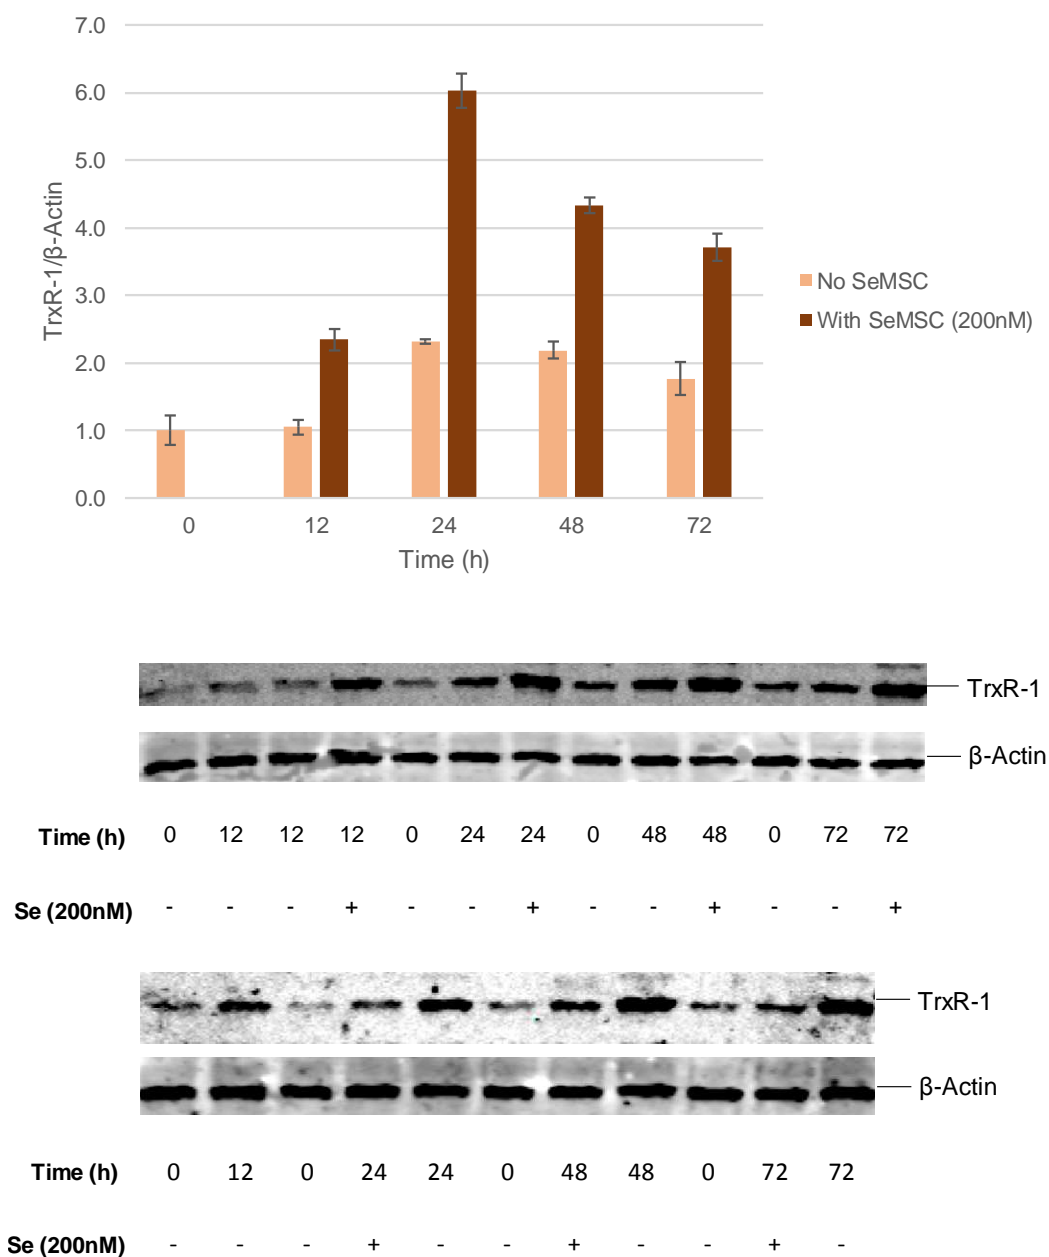 7.0
6.0
5.0
4.0
3.0
2.0
1.0
0.0
TrxR-1/β-Actin
0 12 24 48 72
Time (h)
No SeMSC
With SeMSC (200nM)
TrxR-1
β-Actin
Time (h) 0 12 12 12 0 24 24 0 48 48 0 72 72
Se (200nM) - - - + - - + - - + - - +
TrxR-1
β-Actin
Time (h) 0 12 0 24 24 0 48 48 0 72 72
Se (200nM) - - - + - - + - - + -